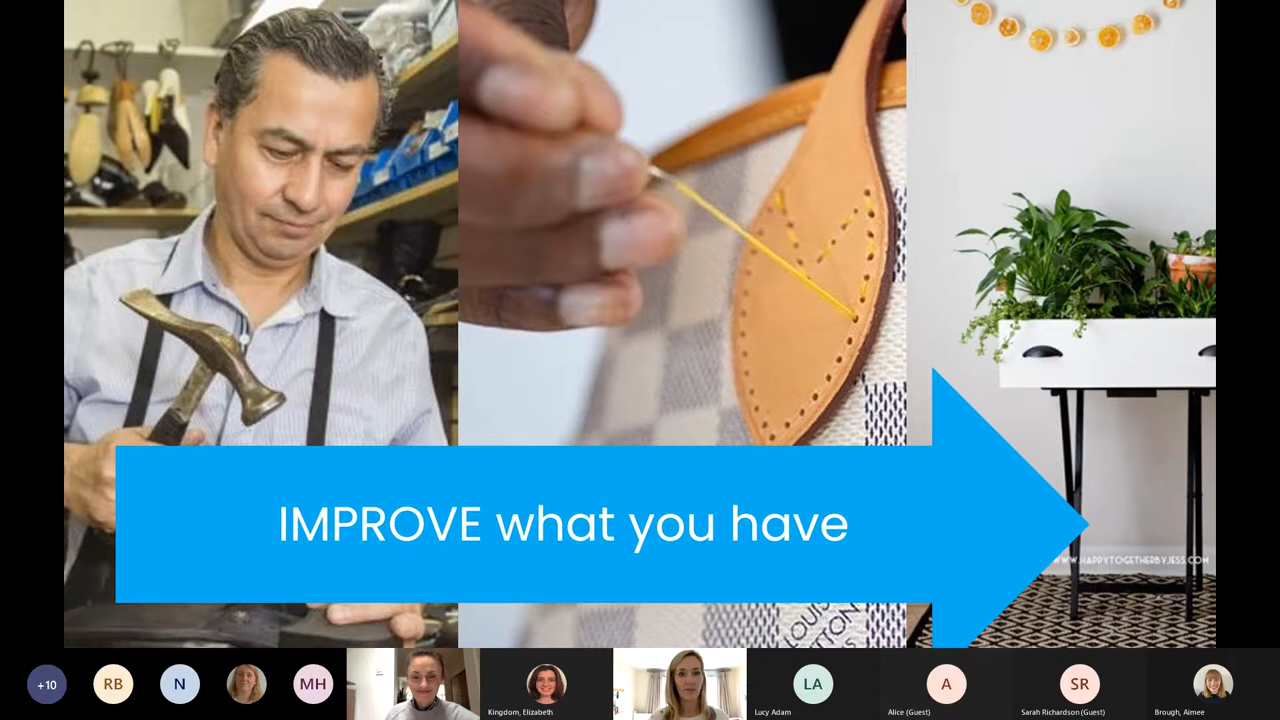 IMPROVE what you have
WWW.HAPPYTOGETHERBYJESS.COM
LOUIS
+10
RB
N
MH
Kingdom, Elizabeth
LA
Lucy Adam
A
Alice (Guest)
SR
Sarah Richardson (Guest)
Brough, Aimee